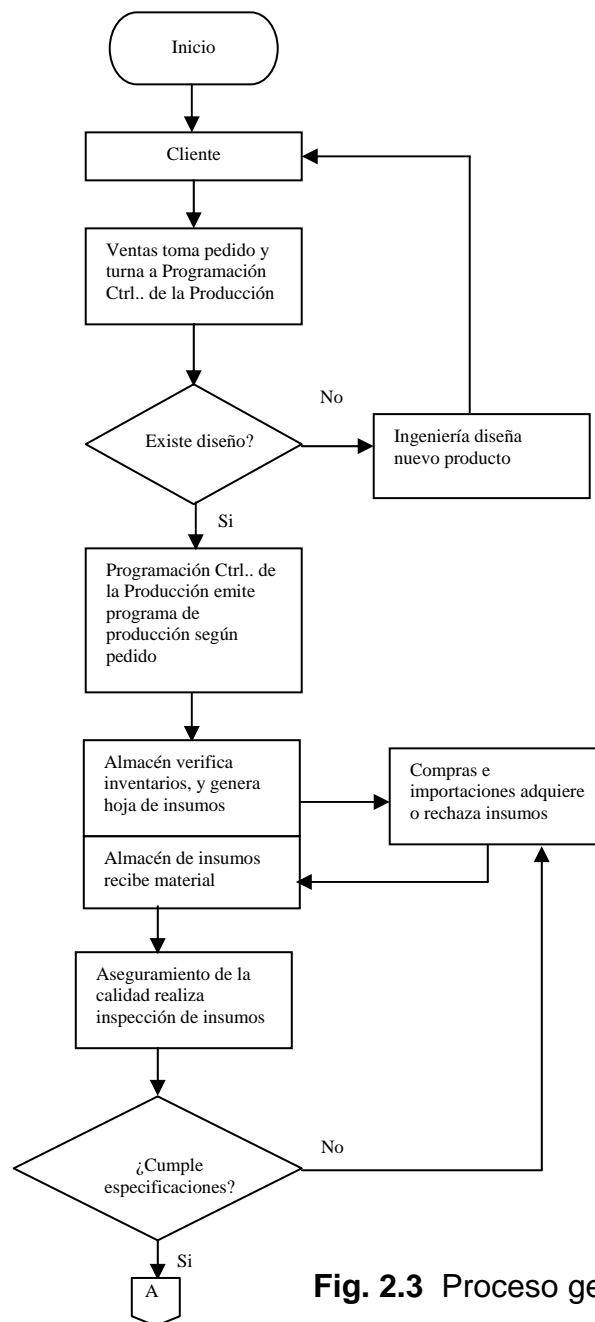 Inicio
Cliente
Ventas toma pedido y
turna a Programación
Ctrl.. de la Producción
No
Existe diseño?
Ingeniería diseña
nuevo producto
Si
Programación Ctrl.. de
la Producción emite
programa de
producción según
pedido
Almacén verifica
inventarios, y genera
hoja de insumos
Compras e
importaciones adquiere
o rechaza insumos
Almacén de insumos
recibe material
Aseguramiento de la
calidad realiza
inspección de insumos
No
¿Cumple
especificaciones?
Si
A
Fig. 2.3 Proceso ge